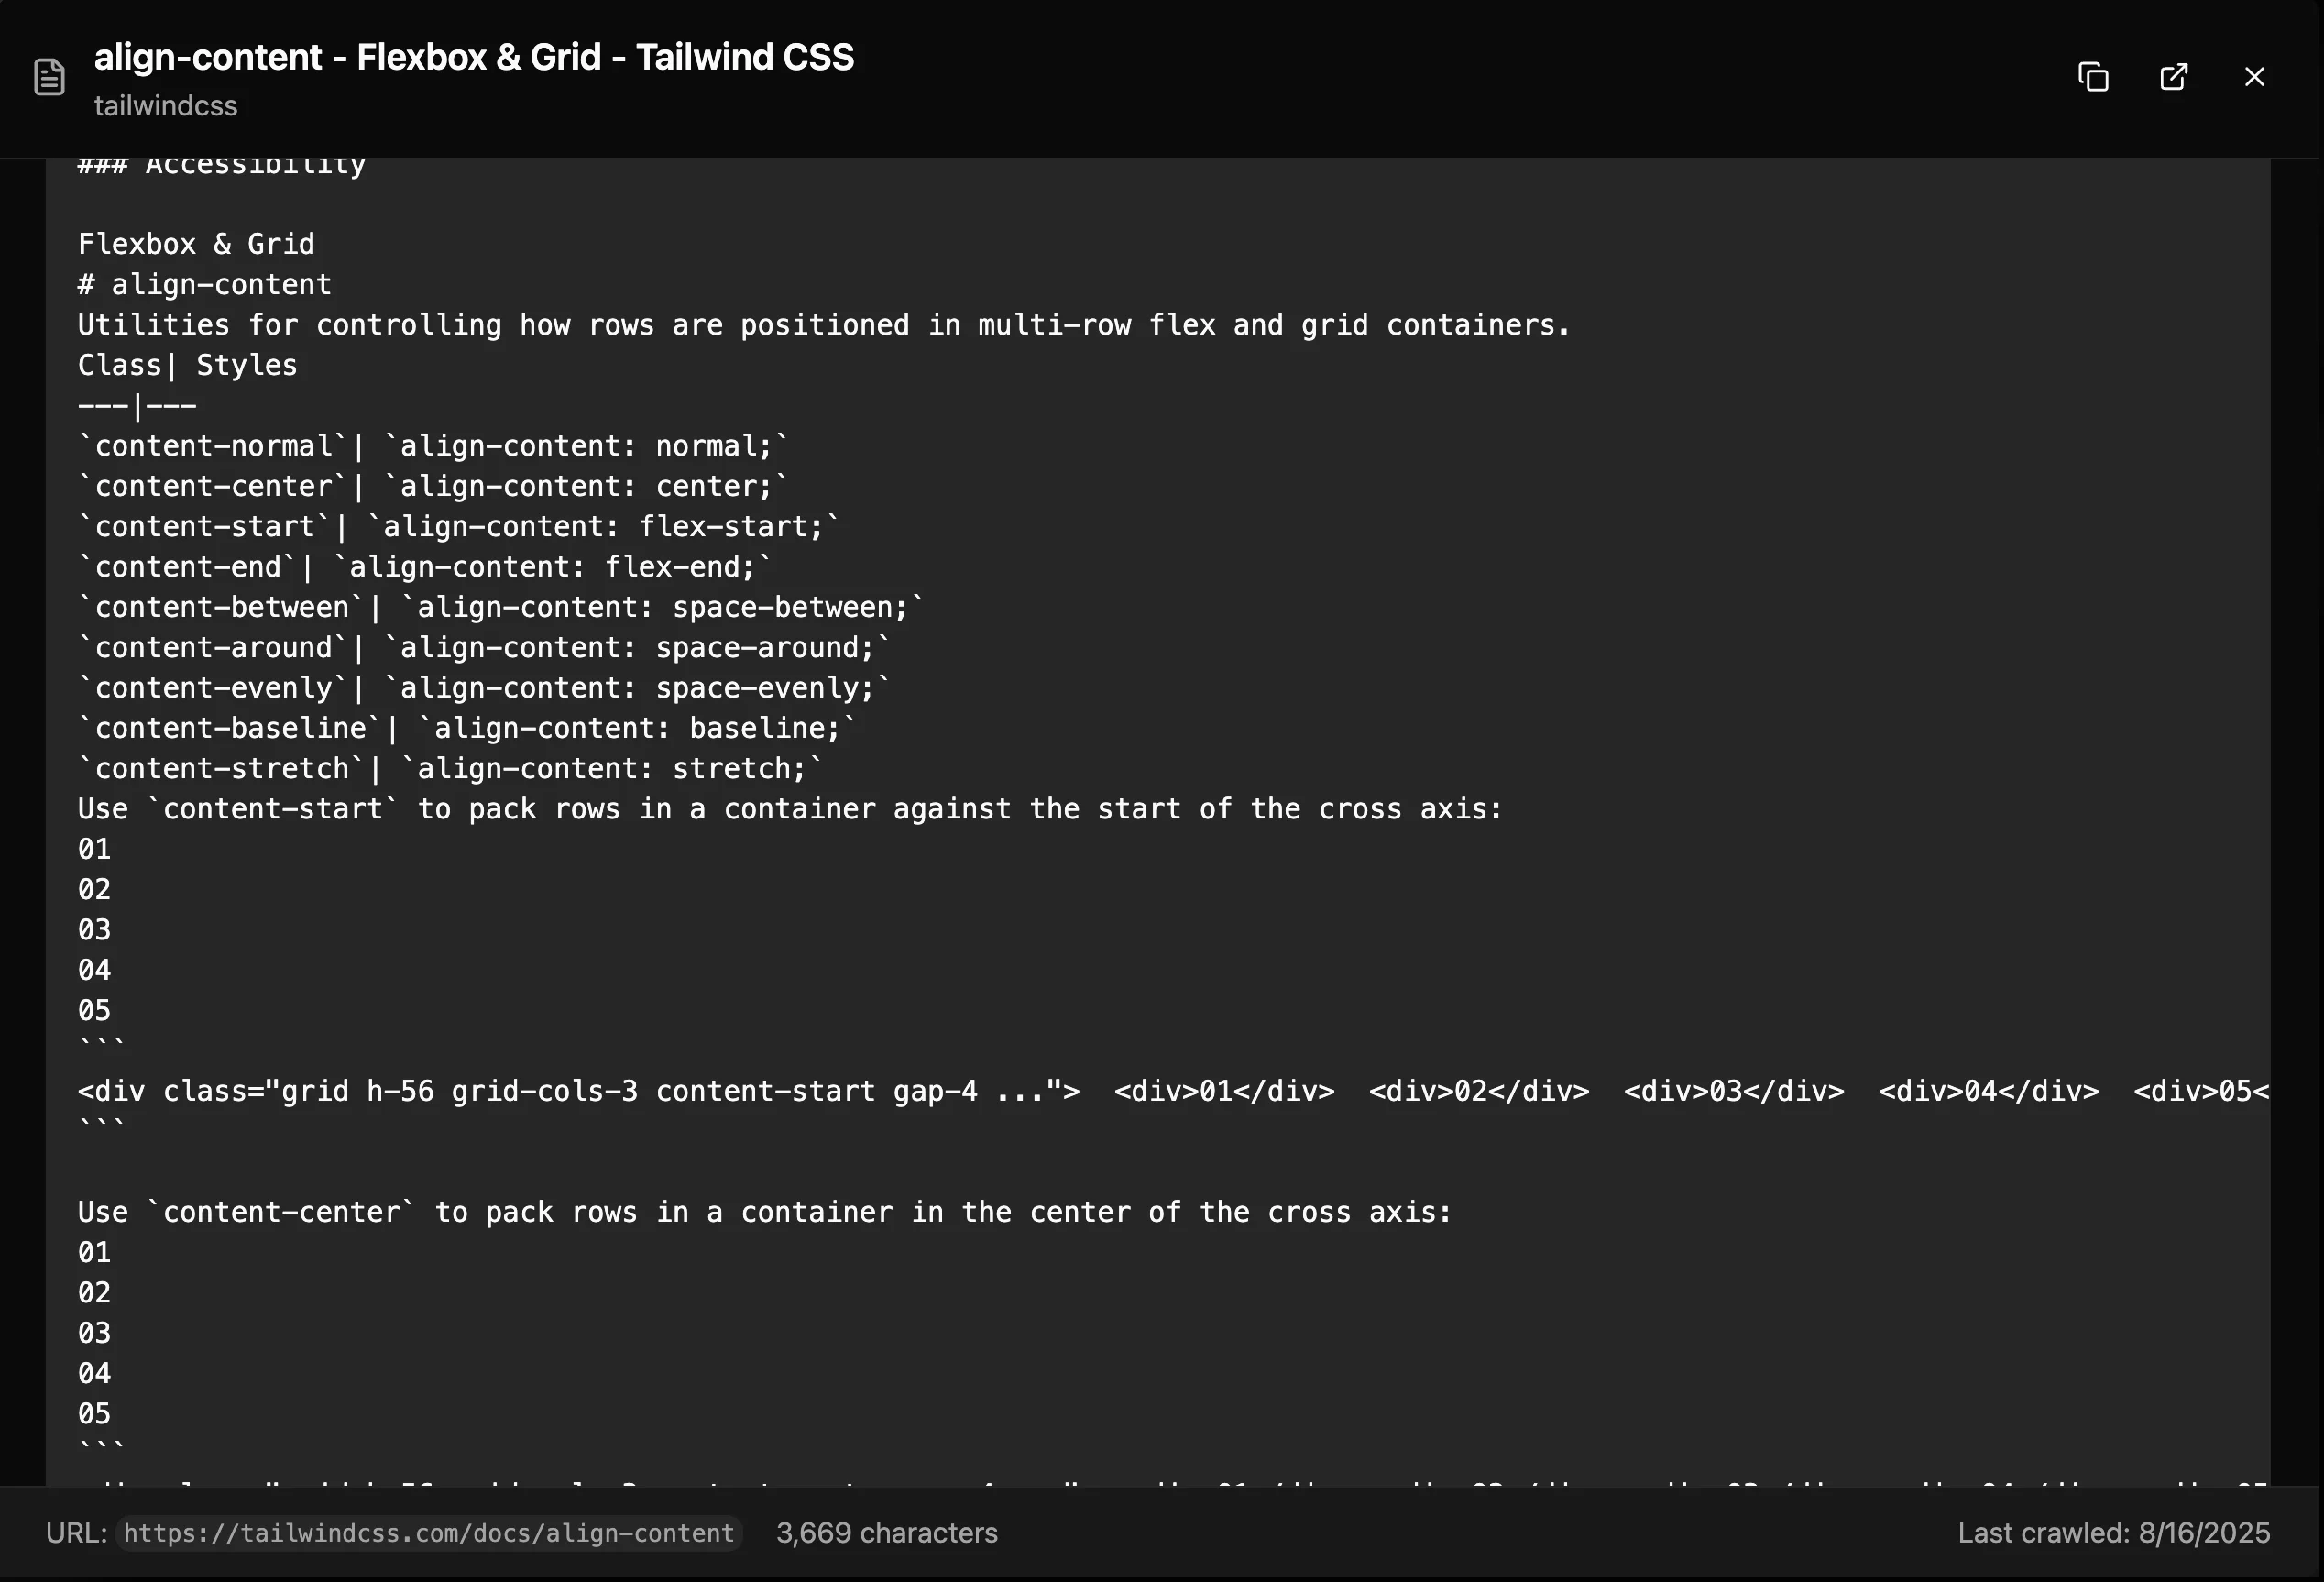 align-content - Flexbox & Grid - Tailwind CSS
tailwindcss
### Accessibility
Flexbox & Grid
# align-content
Utilities for controlling how rows are positioned in multi-row flex and grid containers.
Class| Styles
---|---
`content-normal`| `align-content: normal;`
`content-center`| `align-content: center;`
`content-start`| `align-content: flex-start;`
`content-end`| `align-content: flex-end;`
`content-between`| `align-content: space-between;`
`content-around`| `align-content: space-around;`
`content-evenly`| `align-content: space-evenly;`
`content-baseline`| `align-content: baseline;`
`content-stretch`| `align-content: stretch;`
Use `content-start` to pack rows in a container against the start of the cross axis:
01
02
03
04
05
```
<div class="grid h-56 grid-cols-3 content-start gap-4 ...">  <div>01</div>  <div>02</div>  <div>03</div>  <div>04</div>  <div>05<
```
Use `content-center` to pack rows in a container in the center of the cross axis:
01
02
03
04
05
```
URL: https://tailwindcss.com/docs/align-content 3,669 characters Last crawled: 8/16/2025